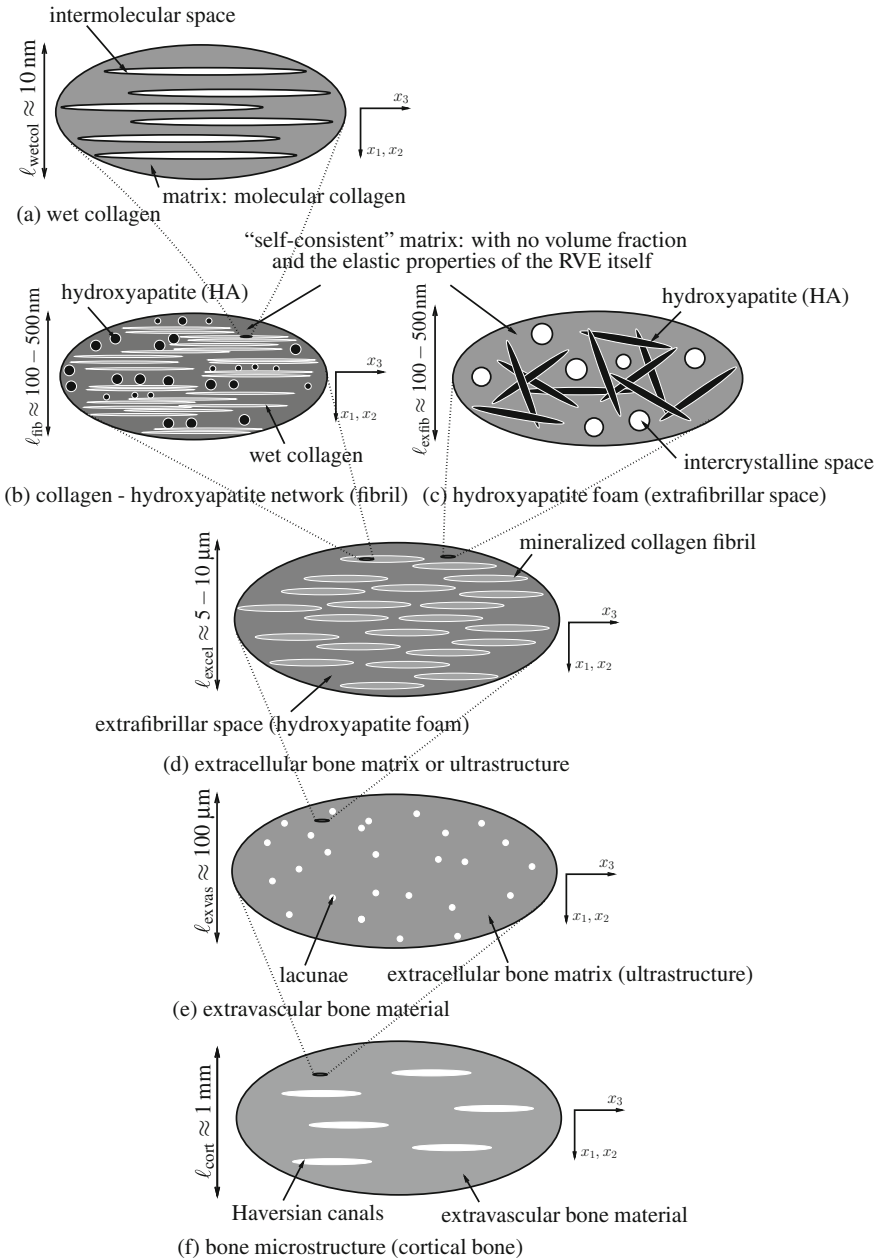 intermolecular space
ℓwetcol ≈ 10 nm
x3
x1, x2
matrix: molecular collagen
(a) wet collagen
“self-consistent” matrix: with no volume fraction
and the elastic properties of the RVE itself
hydroxyapatite (HA)
hydroxyapatite (HA)
ℓfib ≈ 100 − 500 nm
x3
x1, x2
ℓexfib ≈ 100 − 500 nm
wet collagen
intercrystalline space
(b) collagen - hydroxyapatite network (fibril)
(c) hydroxyapatite foam (extrafibrillar space)
mineralized collagen fibril
ℓexcel ≈ 5 − 10 μm
x3
x1, x2
extrafibrillar space (hydroxyapatite foam)
(d) extracellular bone matrix or ultrastructure
ℓexvas ≈ 100 μm
x3
x1, x2
lacunae
extracellular bone matrix (ultrastructure)
(e) extravascular bone material
ℓcort ≈ 1 mm
x3
x1, x2
Haversian canals
extravascular bone material
(f) bone microstructure (cortical bone)